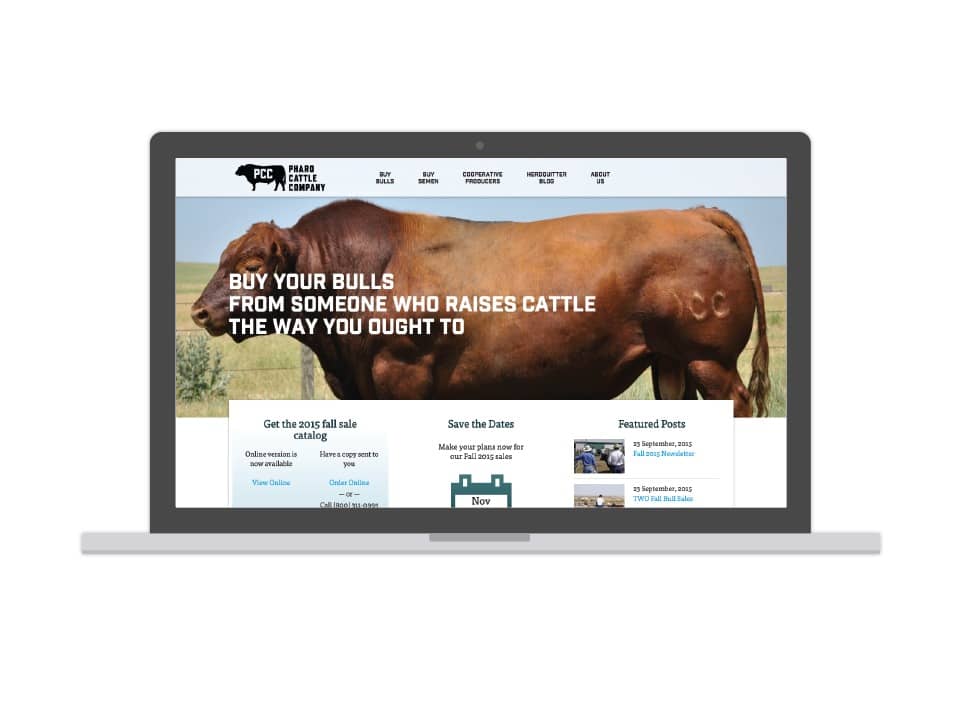 PCC
PHARO
CATTLE
COMPANY
BUY
BULLS
BUY
SEMEN
COOPERATIVE
PRODUCERS
HERDQUITTER
BLOG
ABOUT
US
BUY YOUR BULLS
FROM SOMEONE WHO RAISES CATTLE
THE WAY YOU OUGHT TO
Get the 2015 fall sale
catalog
Online version is
now available
View Online
Have a copy sent to
you
Order Online
— or —
Call (800) 311-0995
Save the Dates
Make your plans now for
our Fall 2015 sales
Nov
Featured Posts
23 September, 2015
Fall 2015 Newsletter
23 September, 2015
TWO Fall Bull Sales